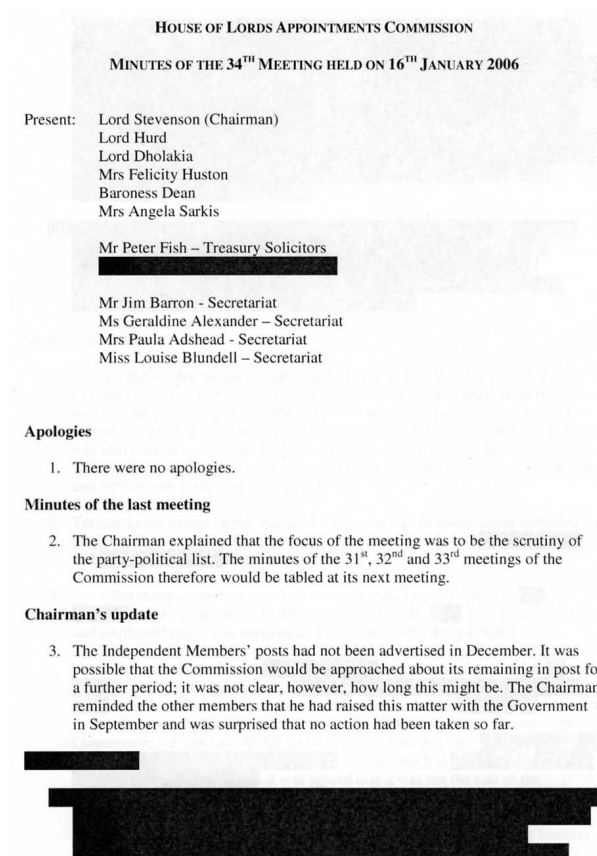 HOUSE OF LORDS APPOINTMENTS COMMISSION
MINUTES OF THE 34TH MEETING HELD ON 16TH JANUARY 2006
Present: Lord Stevenson (Chairman)
Lord Hurd
Lord Dholakia
Mrs Felicity Huston
Baroness Dean
Mrs Angela Sarkis
Mr Peter Fish – Treasury Solicitors
Mr Jim Barron - Secretariat
Ms Geraldine Alexander – Secretariat
Mrs Paula Adshead - Secretariat
Miss Louise Blundell – Secretariat
Apologies
1. There were no apologies.
Minutes of the last meeting
2. The Chairman explained that the focus of the meeting was to be the scrutiny of
the party-political list. The minutes of the 31st, 32nd and 33rd meetings of the
Commission therefore would be tabled at its next meeting.
Chairman's update
3. The Independent Members' posts had not been advertised in December. It was
possible that the Commission would be approached about its remaining in post fo
a further period; it was not clear, however, how long this might be. The Chairman
reminded the other members that he had raised this matter with the Government
in September and was surprised that no action had been taken so far.